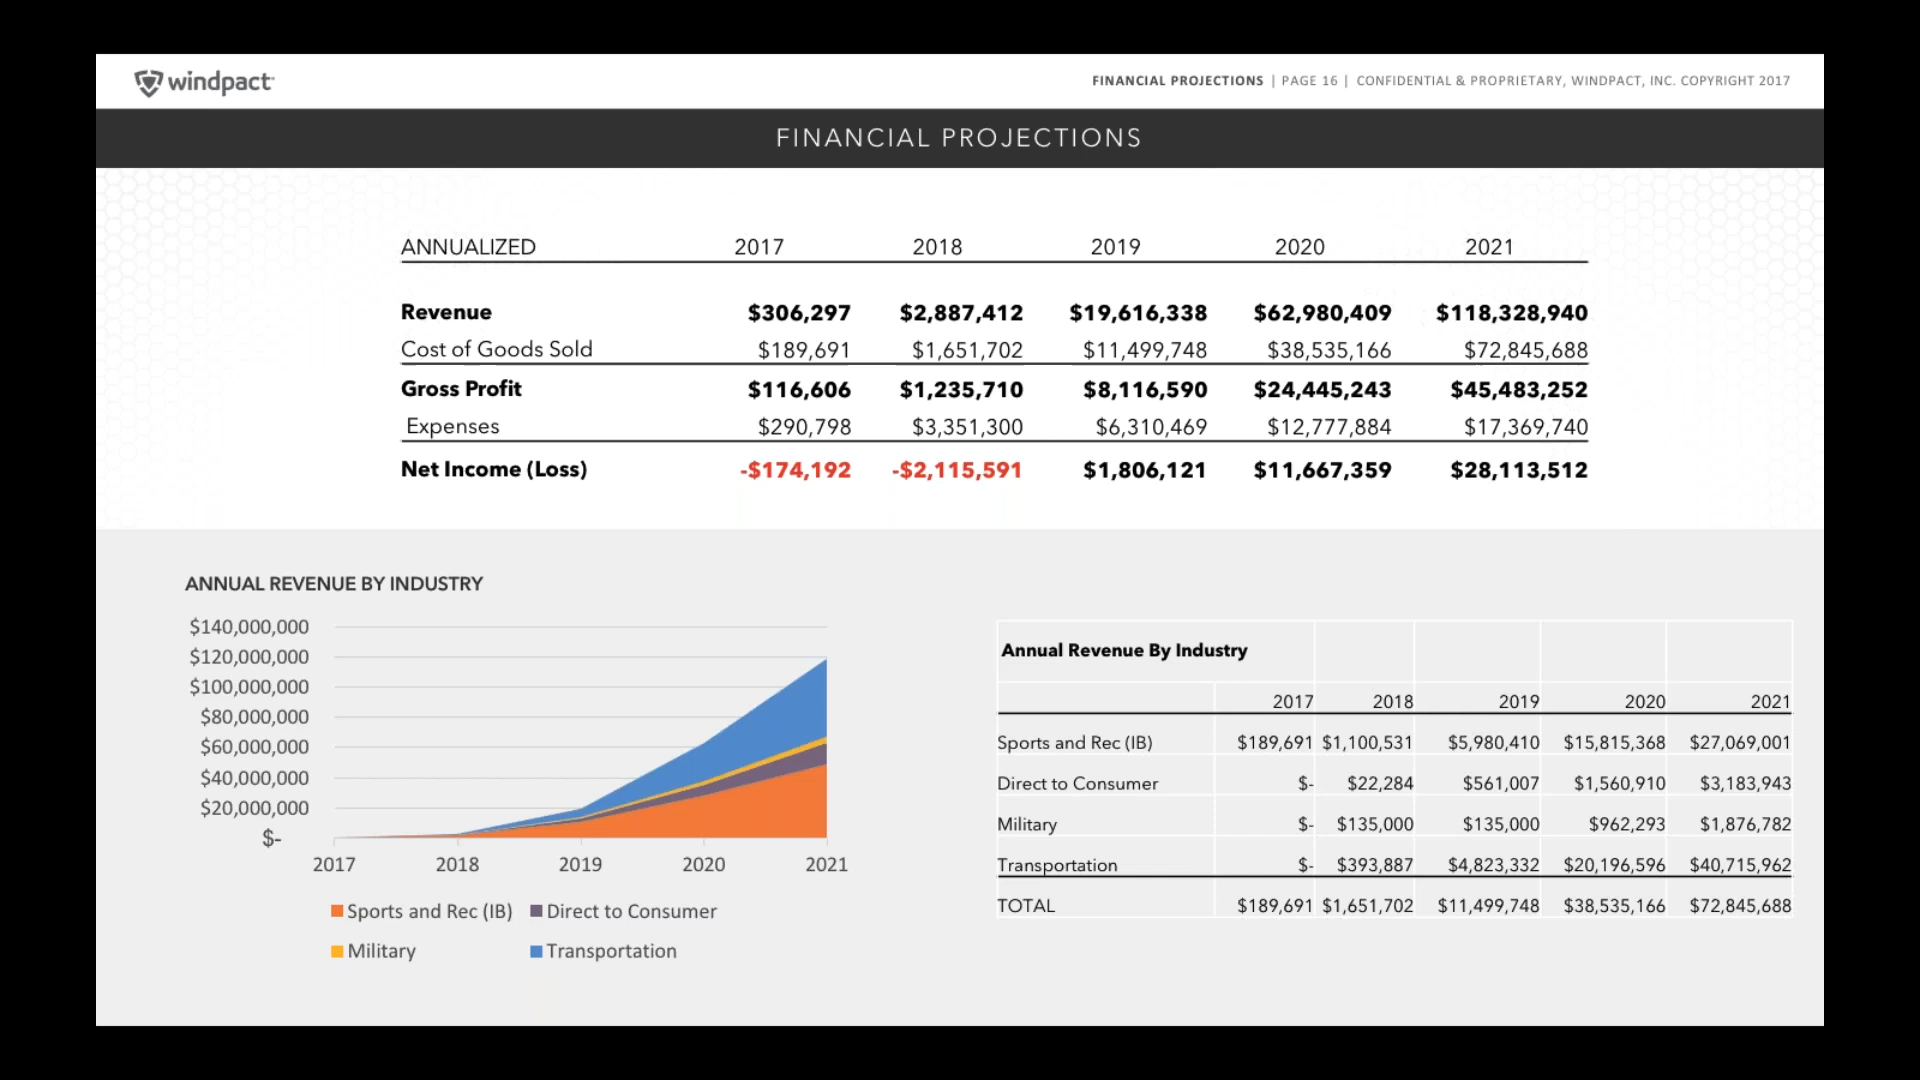 windpact
FINANCIAL PROJECTIONS | PAGE 16 | CONFIDENTIAL & PROPRIETARY, WINDPACT, INC. COPYRIGHT 2017
FINANCIAL PROJECTIONS
ANNUALIZED 2017 2018 2019 2020 2021
Revenue $306,297 $2,887,412 $19,616,338 $62,980,409 $118,328,940
Cost of Goods Sold $189,691 $1,651,702 $11,499,748 $38,535,166 $72,845,688
Gross Profit $116,606 $1,235,710 $8,116,590 $24,445,243 $45,483,252
Expenses $290,798 $3,351,300 $6,310,469 $12,777,884 $17,369,740
Net Income (Loss) -$174,192 -$2,115,591 $1,806,121 $11,667,359 $28,113,512
ANNUAL REVENUE BY INDUSTRY
$140,000,000
$120,000,000
$100,000,000
$80,000,000
$60,000,000
$40,000,000
$20,000,000
$-
2017 2018 2019 2020 2021
Sports and Rec (IB) Direct to Consumer
Military Transportation
Annual Revenue By Industry
2017 2018 2019 2020 2021
Sports and Rec (IB) $189,691 $1,100,531 $5,980,410 $15,815,368 $27,069,001
Direct to Consumer $- $22,284 $561,007 $1,560,910 $3,183,943
Military $- $135,000 $135,000 $962,293 $1,876,782
Transportation $- $393,887 $4,823,332 $20,196,596 $40,715,962
TOTAL $189,691 $1,651,702 $11,499,748 $38,535,166 $72,845,688